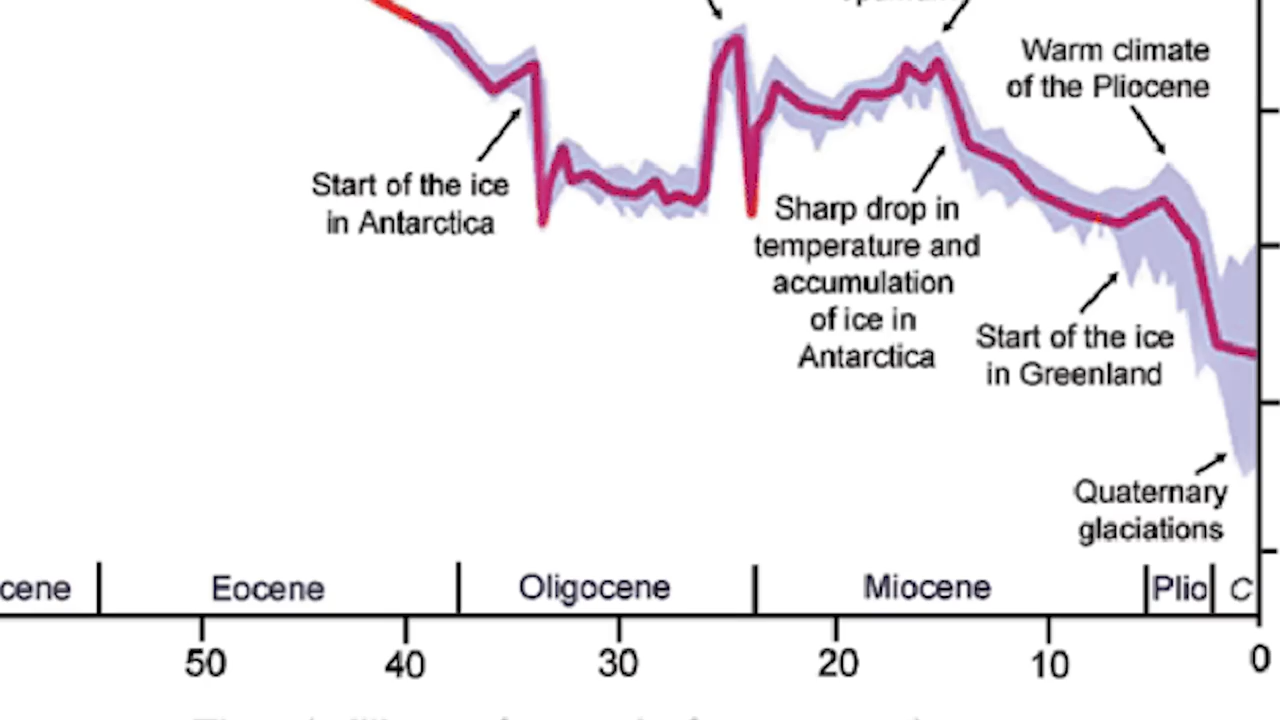 Warm climate
of the Pliocene
Start of the ice
in Antarctica
Sharp drop in
temperature and
accumulation
of ice in
Antarctica
Start of the ice
in Greenland
Quaternary
glaciations
cene
Eocene
Oligocene
Miocene
Plio
C
50
40
30
20
10
0